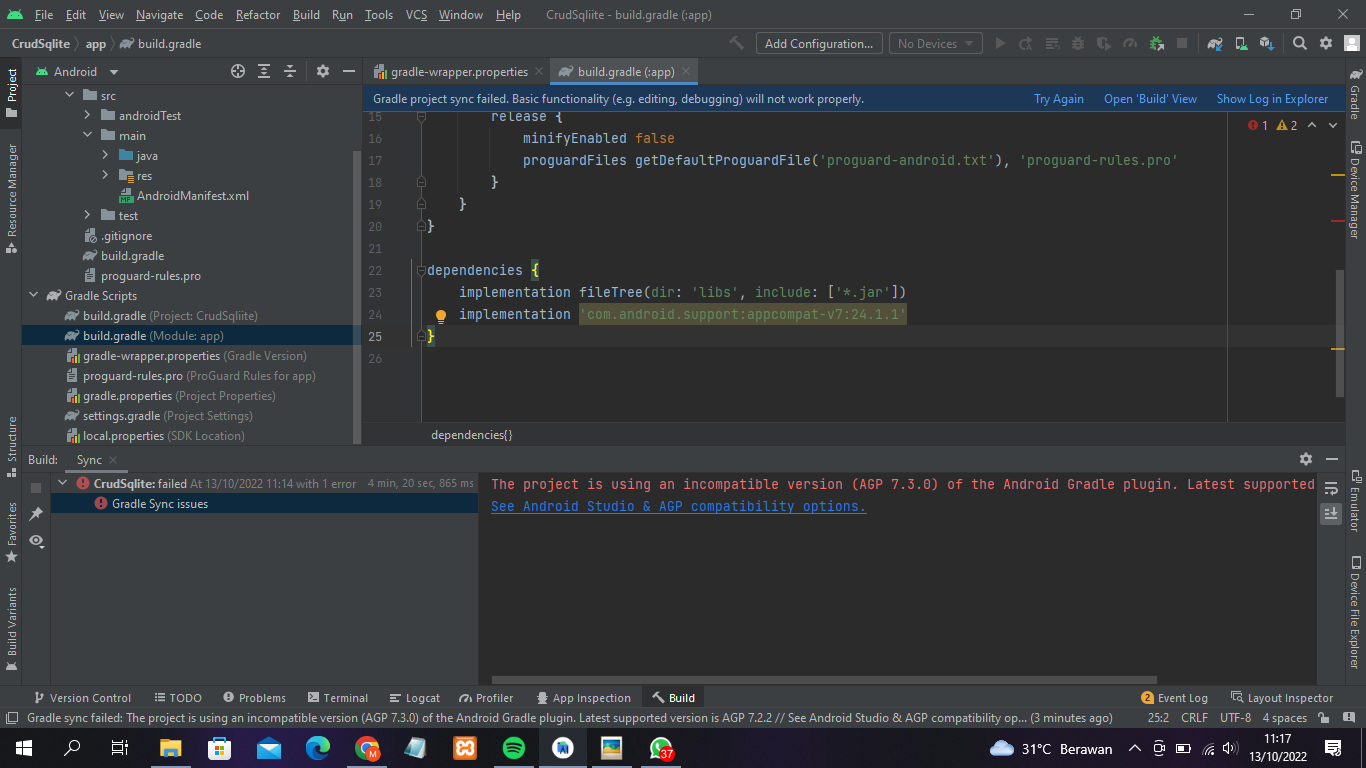 File Edit View Navigate Code Refactor Build Run Tools VCS Window Help CrudSqliite - build.gradle (:app)
CrudSqlite app build.gradle Add Configuration... No Devices
Project
Resource Manager
Structure
Favorites
Build Variants
Android
src
androidTest
main
java
res
AndroidManifest.xml
test
.gitignore
build.gradle
proguard-rules.pro
Gradle Scripts
build.gradle (Project: CrudSqliite)
build.gradle (Module: app)
gradle-wrapper.properties (Gradle Version)
proguard-rules.pro (ProGuard Rules for app)
gradle.properties (Project Properties)
settings.gradle (Project Settings)
local.properties (SDK Location)
gradle-wrapper.properties build.gradle (:app)
Gradle project sync failed. Basic functionality (e.g. editing, debugging) will not work properly. Try Again Open 'Build' View Show Log in Explorer
1 2
15 release {
16 minifyEnabled false
17 proguardFiles getDefaultProguardFile('proguard-android.txt'), 'proguard-rules.pro'
18 }
19 }
20 }
21
22 dependencies {
23 implementation fileTree(dir: 'libs', include: ['*.jar'])
24 implementation 'com.android.support:appcompat-v7:24.1.1'
25 }
26
dependencies{}
Gradle
Device Manager
Emulator
Device File Explorer
Build: Sync
CrudSqlite: failed At 13/10/2022 11:14 with 1 error 4 min, 20 sec, 865 ms
Gradle Sync issues
The project is using an incompatible version (AGP 7.3.0) of the Android Gradle plugin. Latest supported
See Android Studio & AGP compatibility options.
Version Control TODO Problems Terminal Logcat Profiler App Inspection Build 2 Event Log Layout Inspector
Gradle sync failed: The project is using an incompatible version (AGP 7.3.0) of the Android Gradle plugin. Latest supported version is AGP 7.2.2 // See Android Studio & AGP compatibility op... (3 minutes ago) 25:2 CRLF UTF-8 4 spaces
37
31°C Berawan
11:17
13/10/2022